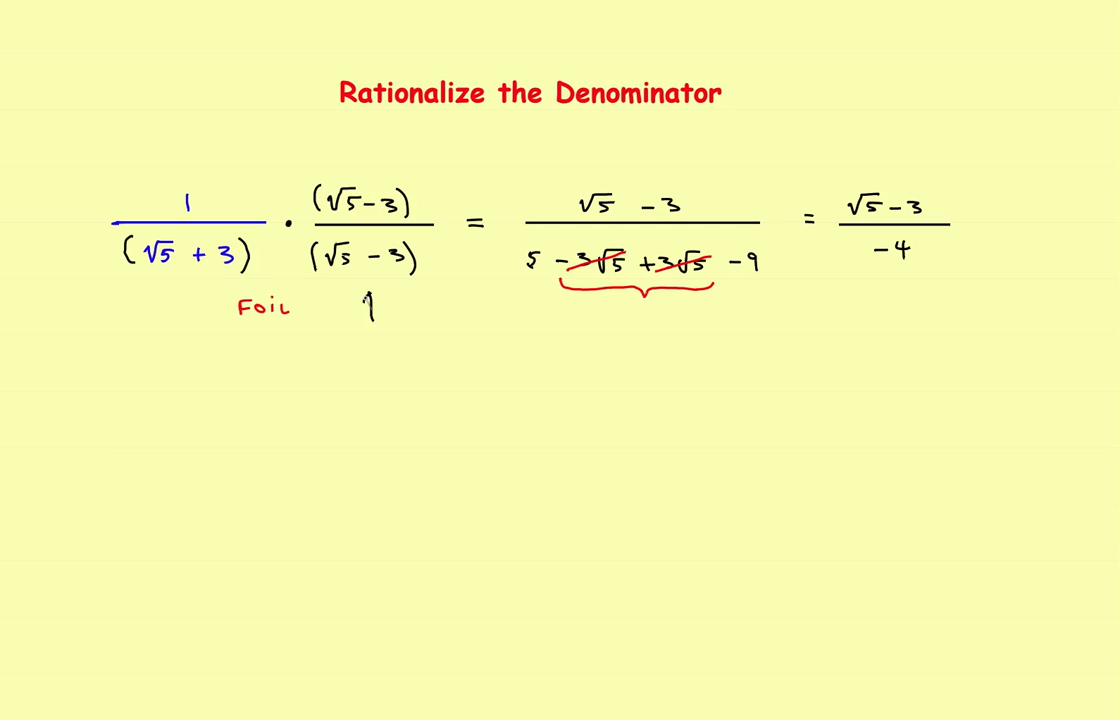 Rationalize the Denominator
1/(√5 + 3) · (√5 - 3)/(√5 - 3) = (√5 - 3)/(5 - 3√5 + 3√5 - 9) = (√5 - 3)/(-4)
FOIL